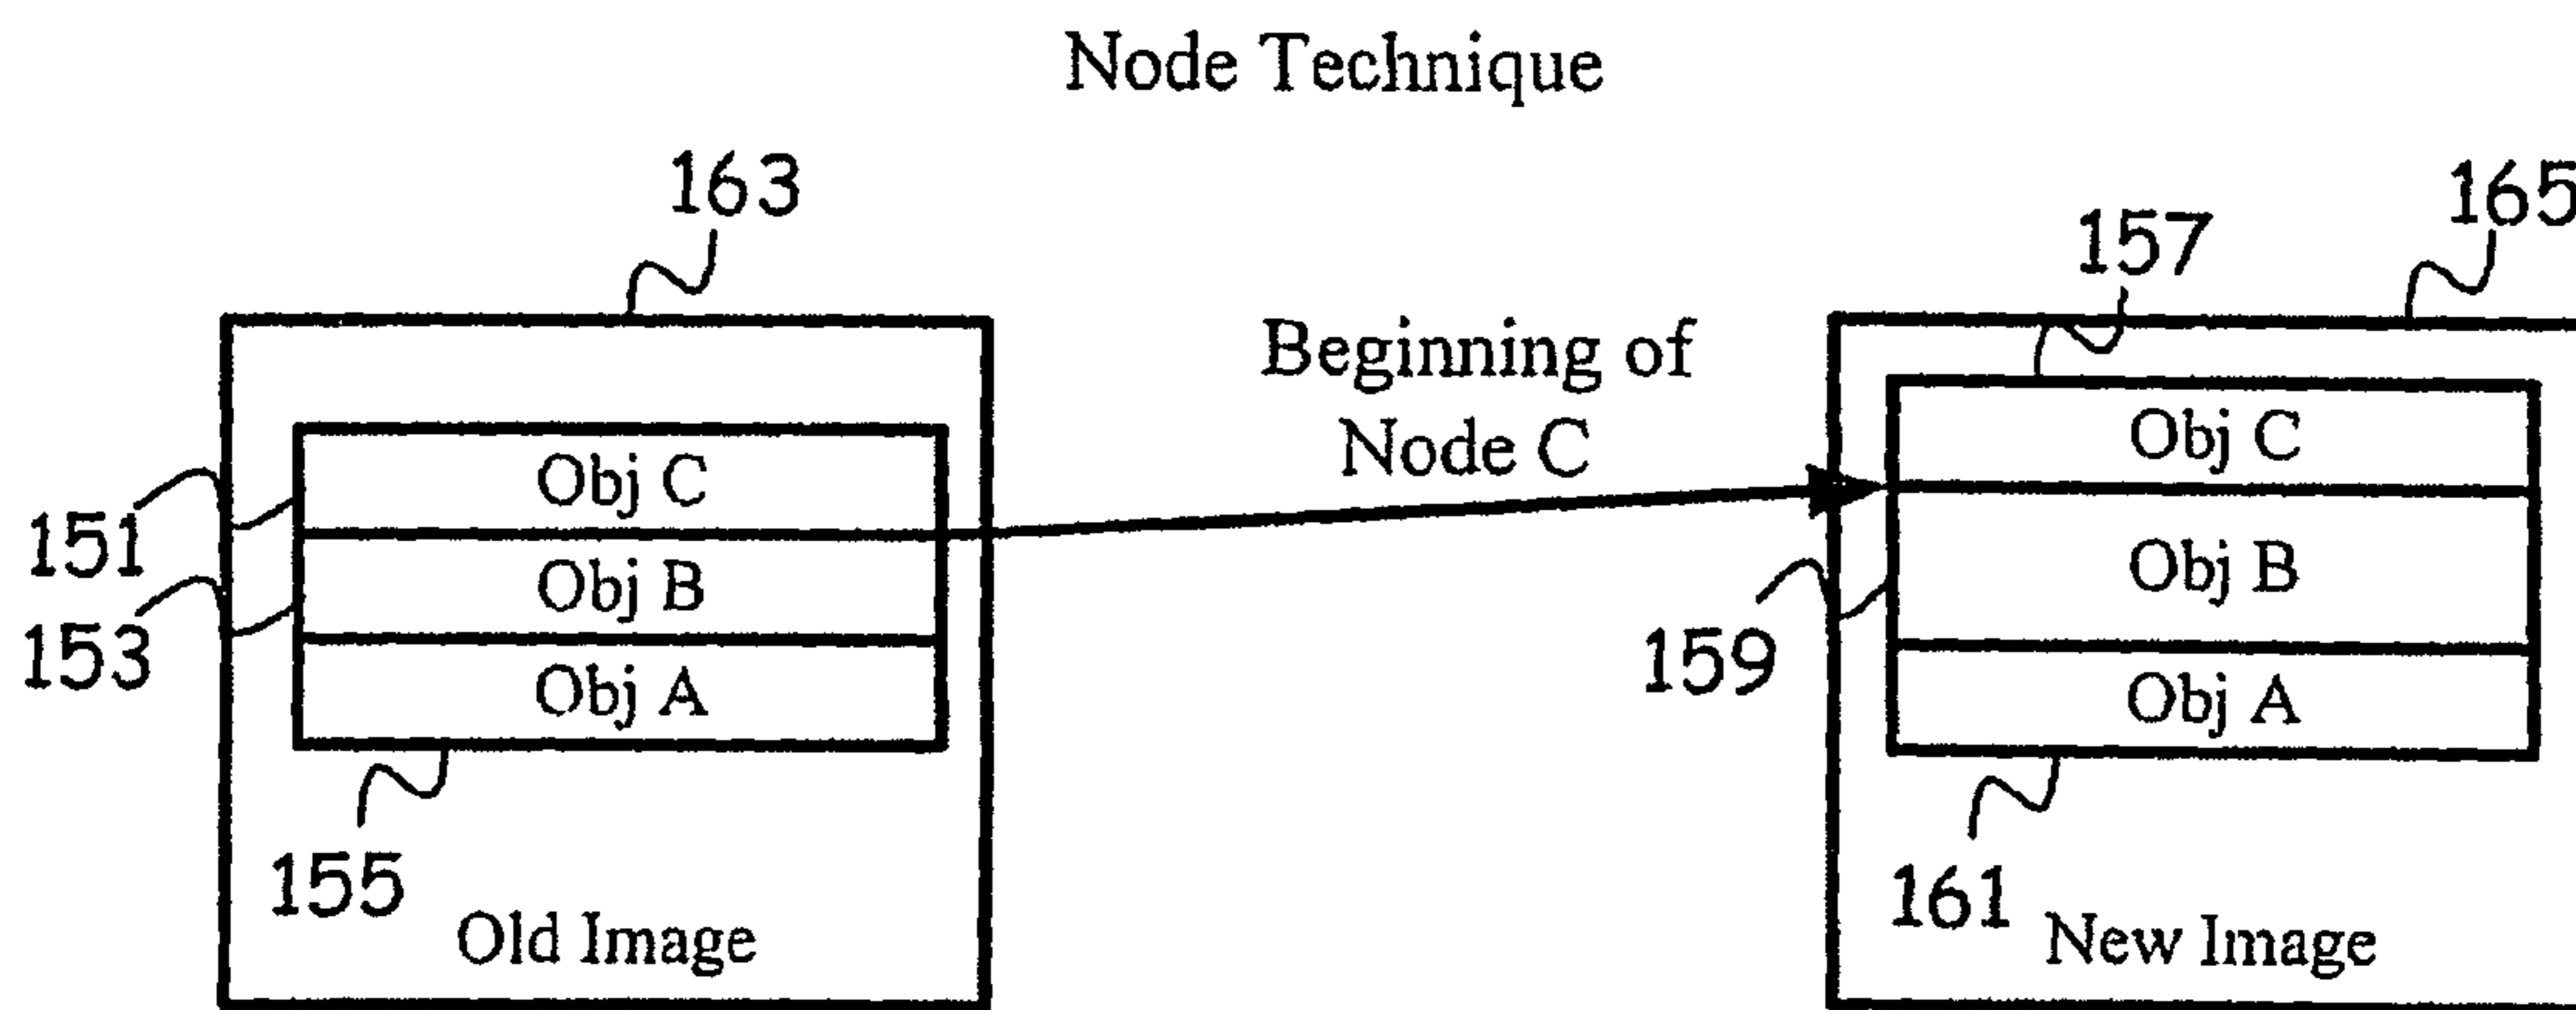 Node Technique
163
165
157
Beginning of
Node C
Obj C
Obj C
151
Obj B
Obj B
153
159
Obj A
Obj A
155
161
Old Image
New Image